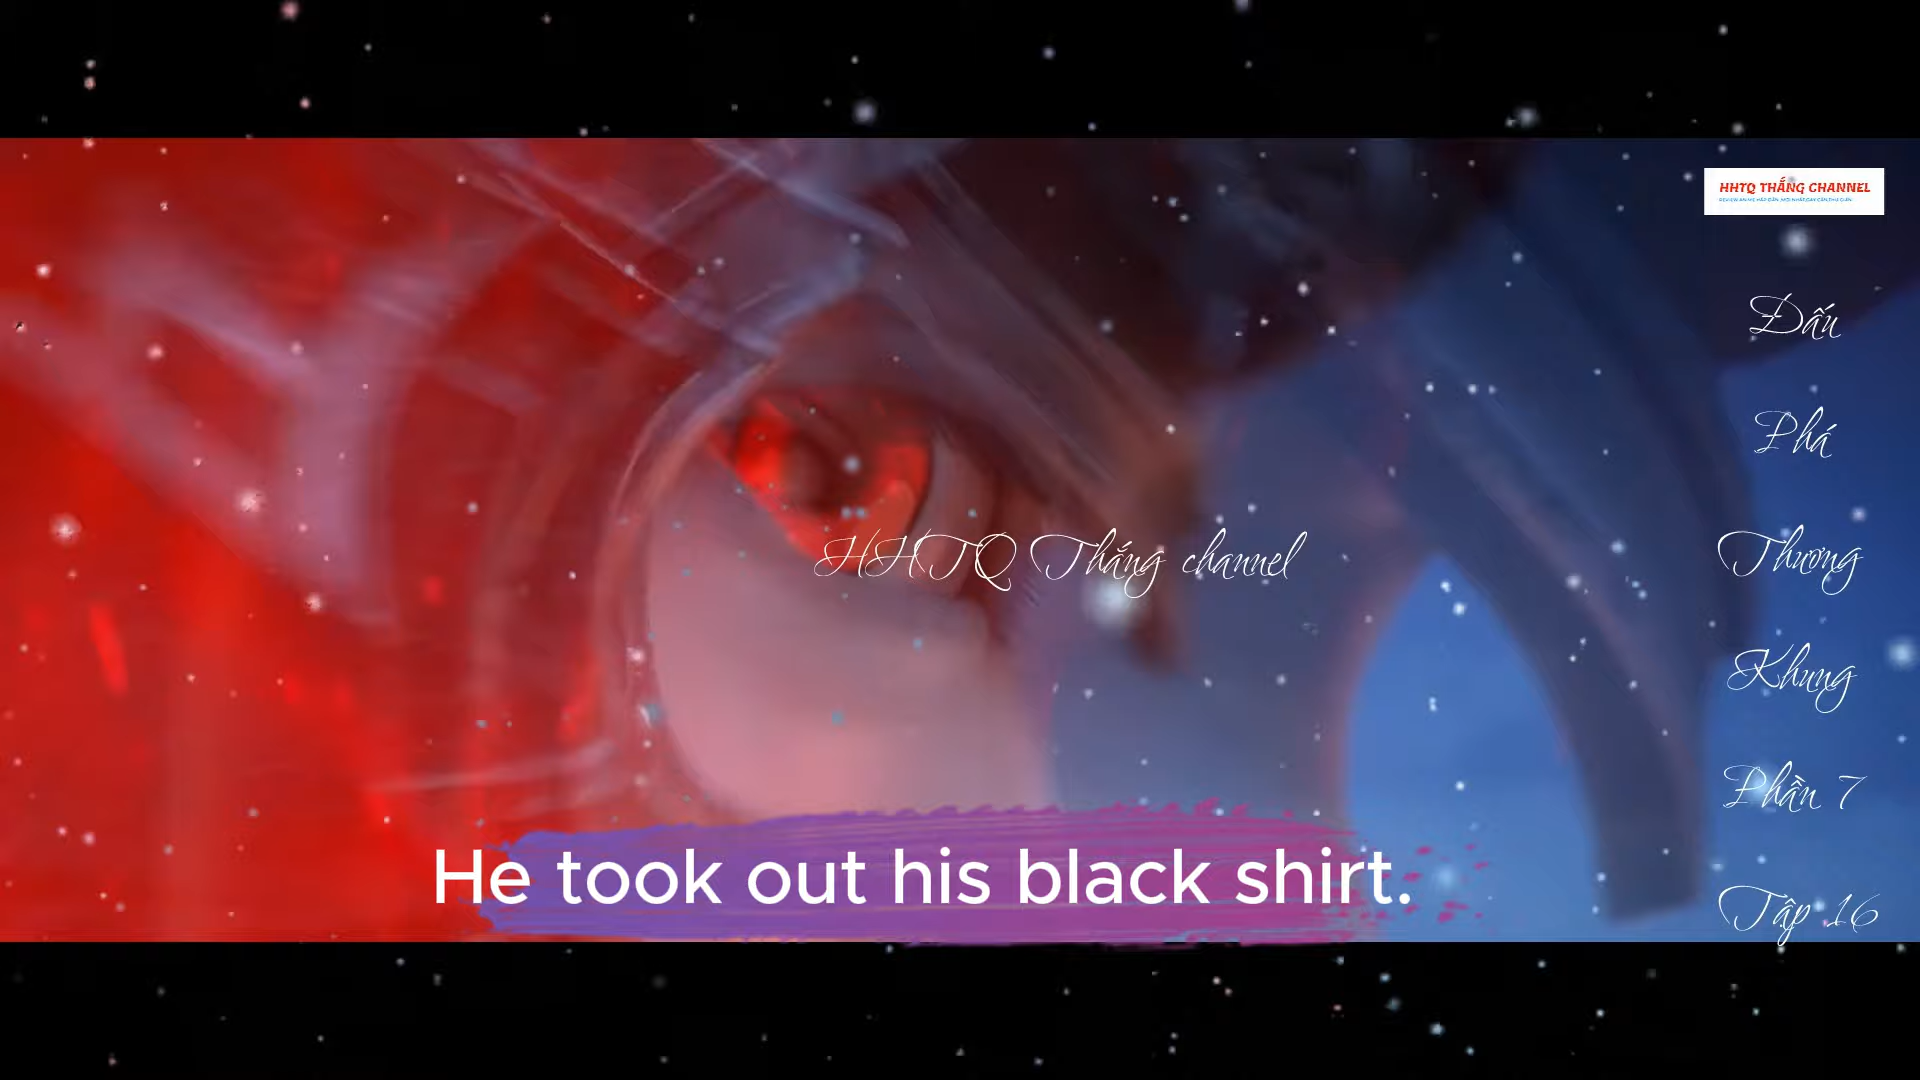 HHTQ THẮNG CHANNEL
Dấu
Phá
Thương
Khung
Phần 7
Tập 16
HHTQ Thắng channel
He took out his black shirt.